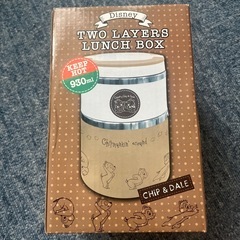 Disney
TWO LAYERS
LUNCH BOX
KEEP
HOT
930ml
CHIP & DALE